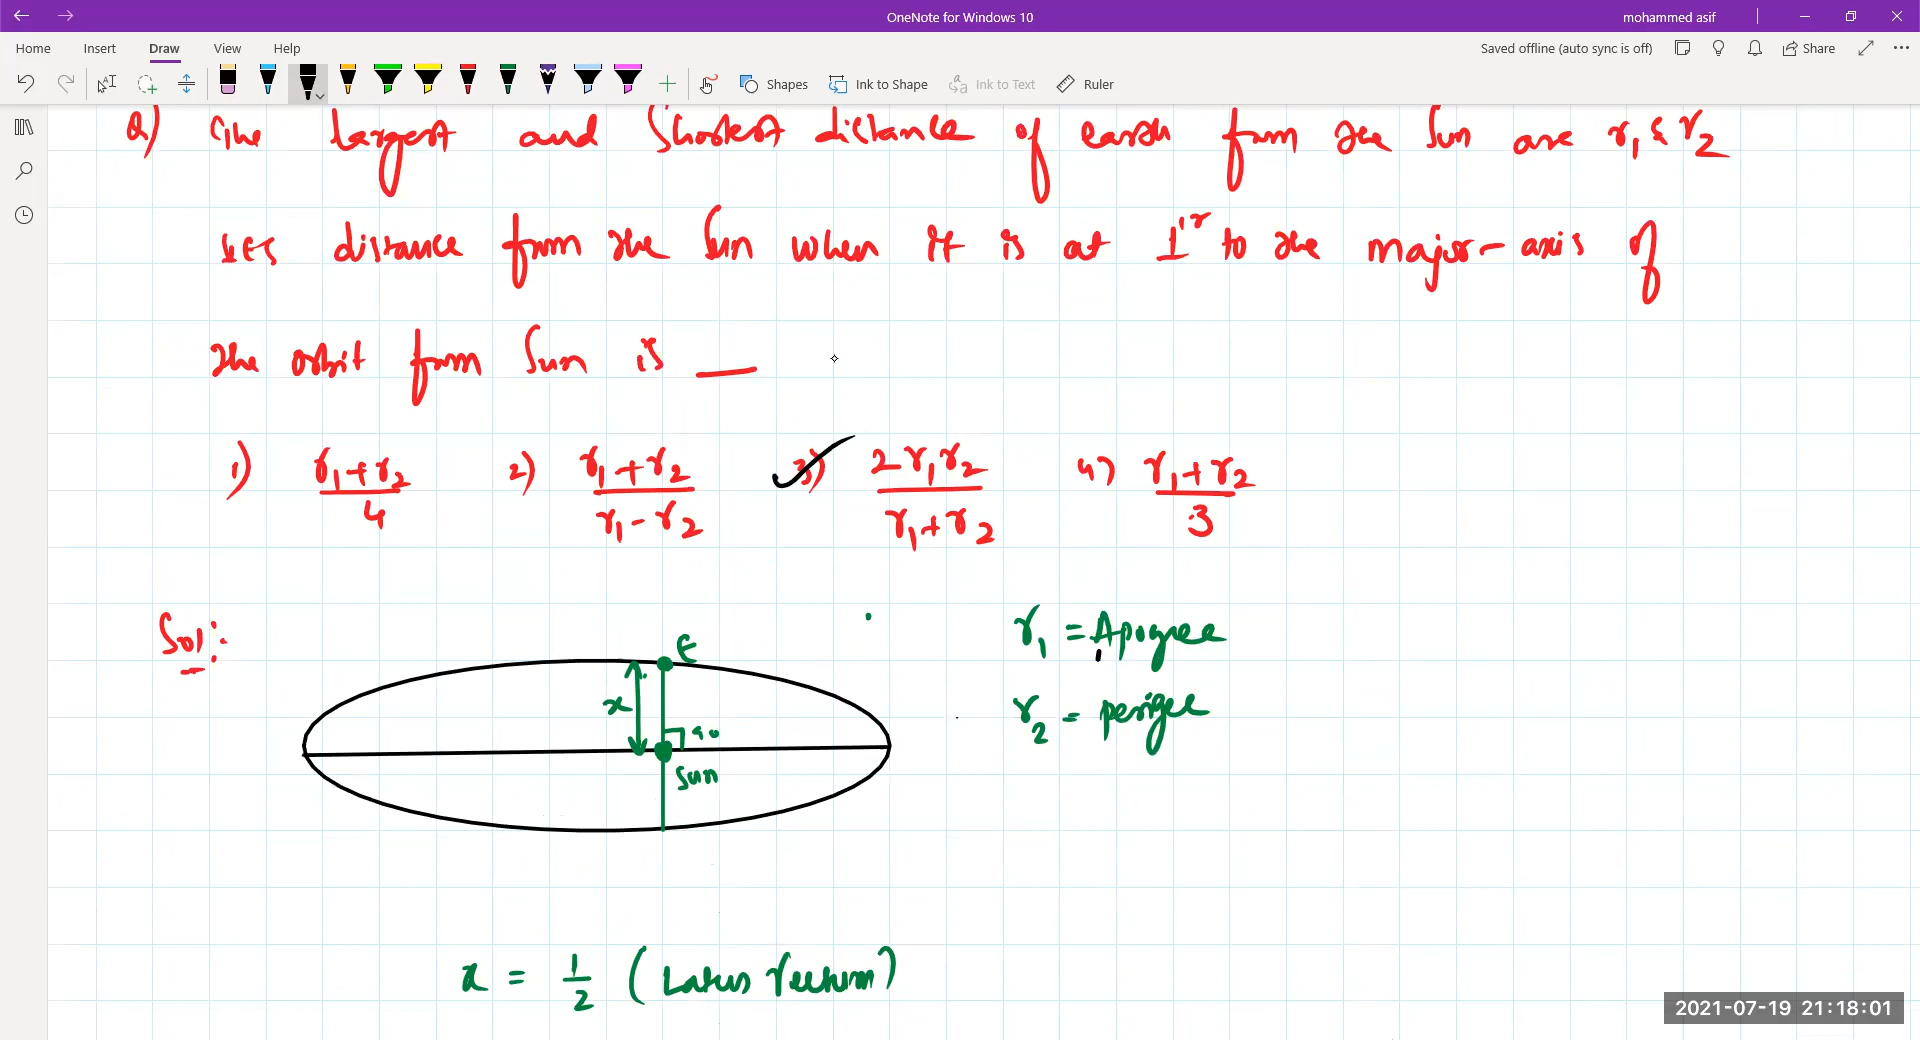 OneNote for Windows 10
mohammed asif
Home Insert Draw View Help
Saved offline (auto sync is off) Share
Shapes Ink to Shape Ink to Text Ink to Math Ruler
Q) The largest and Shortest distance of earth from the Sun are r₁ & r₂
its distance from the Sun when it is at ⊥ʳ to the major-axis of
the orbit from Sun is __
1) (r₁+r₂)/4 2) (r₁+r₂)/(r₁-r₂) 3) 2r₁r₂/(r₁+r₂) 4) (r₁+r₂)/3
Sol:
E
x
90
Sun
r₁ = Apogee
r₂ = perigee
x = 1/2 (Latus rectum)
2021-07-19 21:18:01